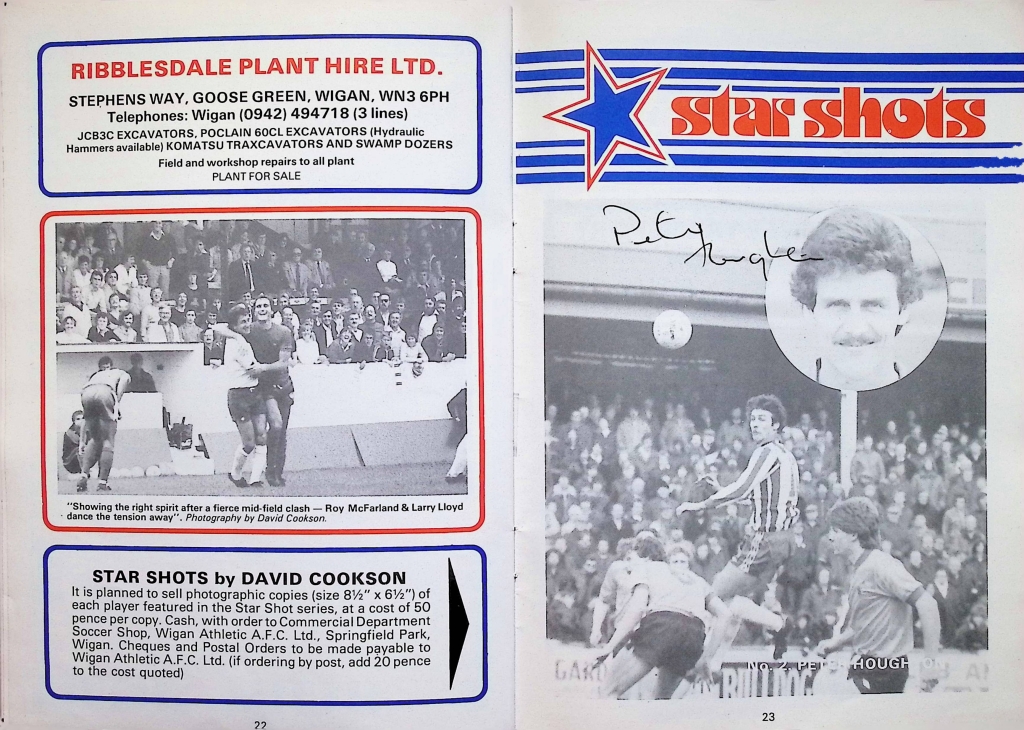 RIBBLESDALE PLANT HIRE LTD.
STEPHENS WAY, GOOSE GREEN, WIGAN, WN3 6PH
Telephones: Wigan (0942) 494718 (3 lines)
JCB3C EXCAVATORS, POCLAIN 60CL EXCAVATORS (Hydraulic
Hammers available) KOMATSU TRAXCAVATORS AND SWAMP DOZERS
Field and workshop repairs to all plant
PLANT FOR SALE
"Showing the right spirit after a fierce mid-field clash — Roy McFarland & Larry Lloyd
dance the tension away". Photography by David Cookson.
STAR SHOTS by DAVID COOKSON
It is planned to sell photographic copies (size 8½" x 6½") of
each player featured in the Star Shot series, at a cost of 50
pence per copy. Cash, with order to Commercial Department
Soccer Shop, Wigan Athletic A.F.C. Ltd., Springfield Park,
Wigan. Cheques and Postal Orders to be made payable to
Wigan Athletic A.F.C. Ltd. (if ordering by post, add 20 pence
to the cost quoted)
22
star shots
Peter
Houghton
GARD
BULLDOG
No. 2. PETER HOUGHTON
23